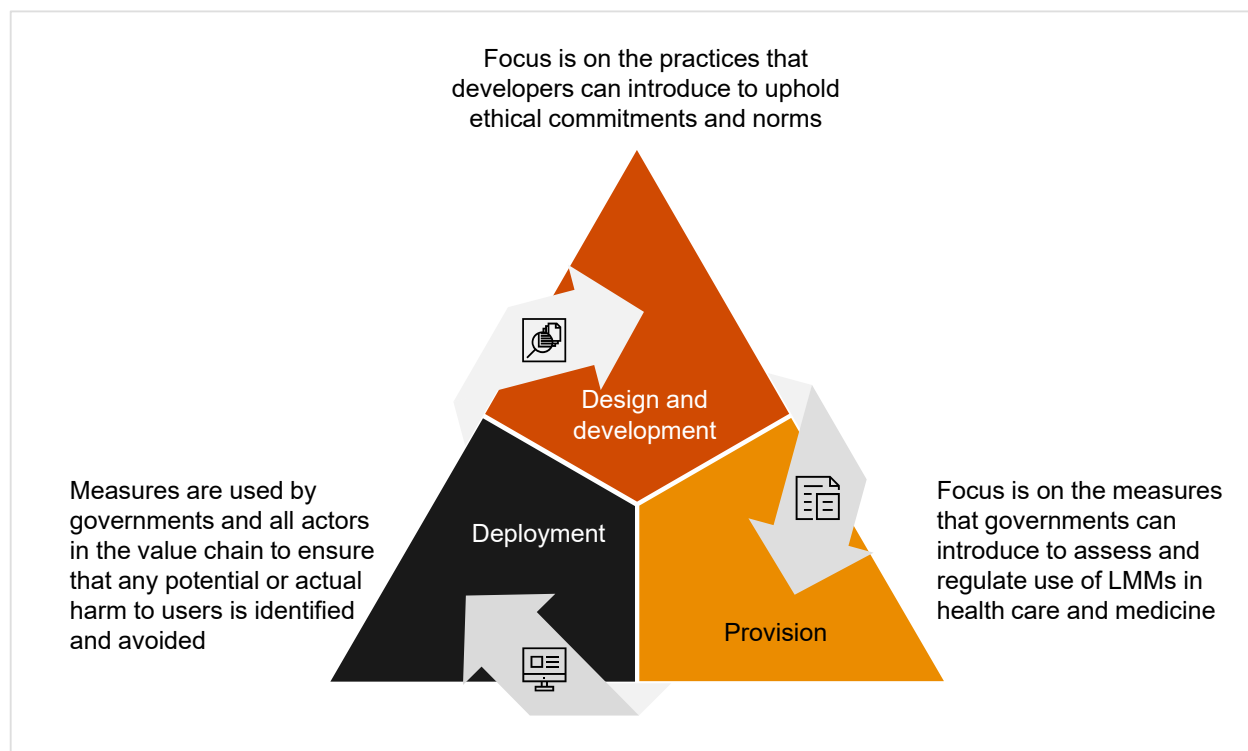 Focus is on the practices that
developers can introduce to uphold
ethical commitments and norms
Design and
development
Measures are used by
governments and all actors
in the value chain to ensure
that any potential or actual
harm to users is identified
and avoided
Deployment
Focus is on the measures
that governments can
introduce to assess and
regulate use of LMMs in
health care and medicine
Provision